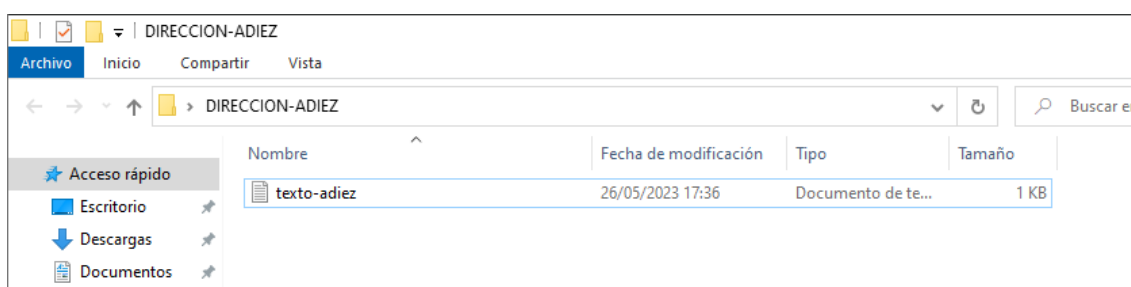 DIRECCION-ADIEZ
Archivo Inicio Compartir Vista
DIRECCION-ADIEZ Buscar
Nombre Fecha de modificación Tipo Tamaño
Acceso rápido
texto-adiez 26/05/2023 17:36 Documento de te... 1 KB
Escritorio
Descargas
Documentos